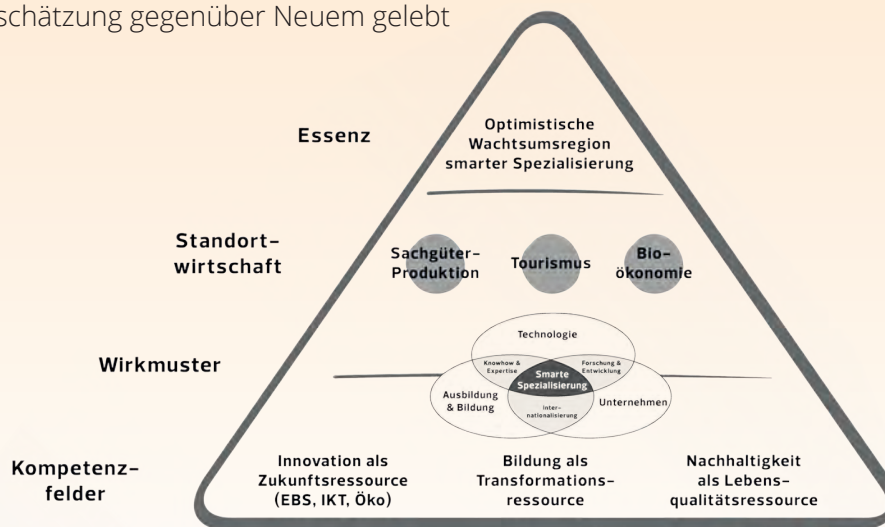 schätzung gegenüber Neuem gelebt
Essenz
Optimistische
Wachtsumsregion
smarter Spezialisierung
Standort-
wirtschaft
Sachgüter-
Produktion
Tourismus
Bio-
ökonomie
Wirkmuster
Technologie
Knowhow &
Expertise
Forschung &
Entwicklung
Smarte
Spezialisierung
Ausbildung
& Bildung
Inter-
nationalisierung
Unternehmen
Kompetenz-
felder
Innovation als
Zukunftsressource
(EBS, IKT, Öko)
Bildung als
Transformations-
ressource
Nachhaltigkeit
als Lebens-
qualitätsressource